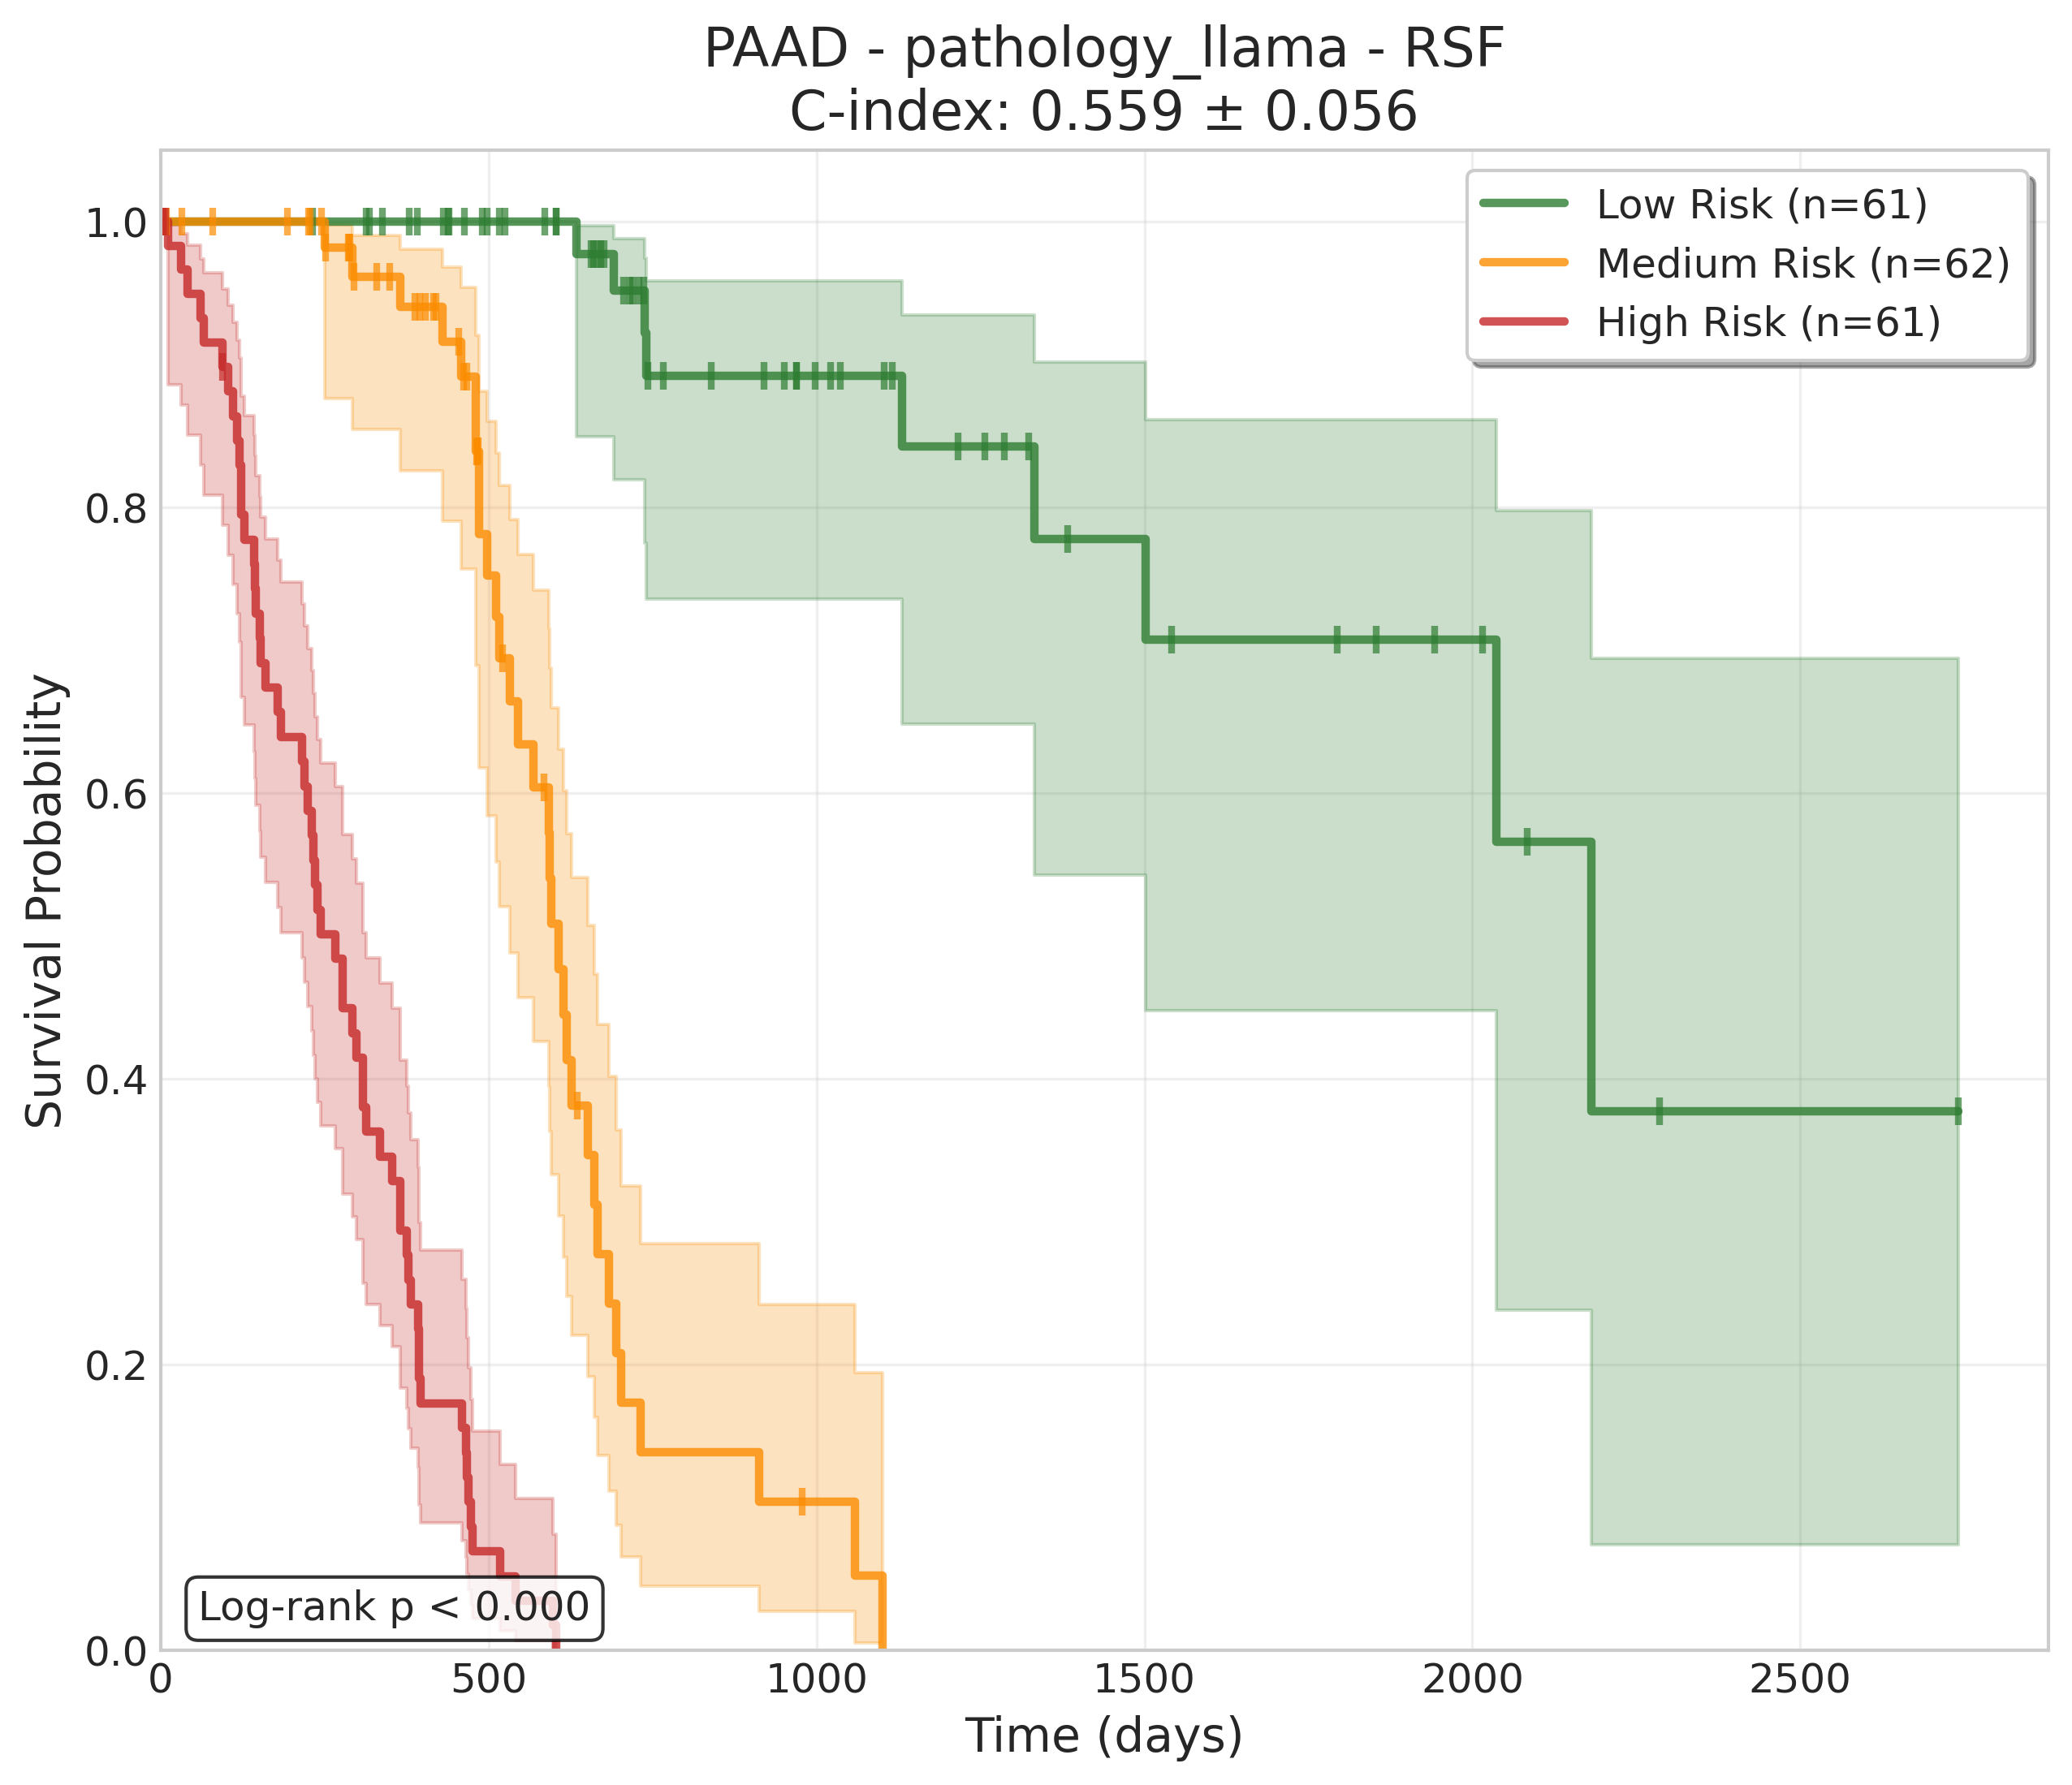 PAAD - pathology_llama - RSF
C-index: 0.559 ± 0.056
Low Risk (n=61)
Medium Risk (n=62)
High Risk (n=61)
Survival Probability
1.0
0.8
0.6
0.4
0.2
0.0
Log-rank p < 0.000
0
500
1000
1500
2000
2500
Time (days)